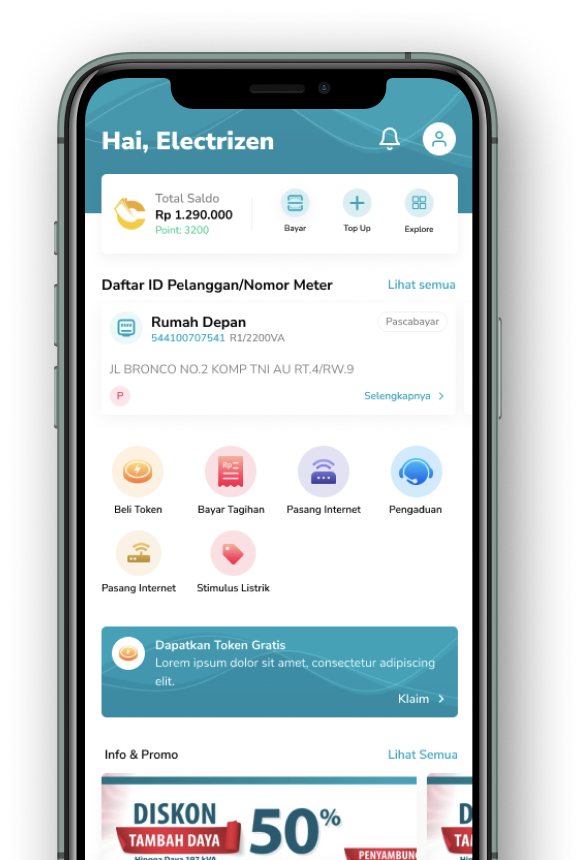 Hai, Electrizen
Total Saldo
Rp 1.290.000
Point: 3200
Bayar
Top Up
Explore
Daftar ID Pelanggan/Nomor Meter
Lihat semua
Rumah Depan
Pascabayar
544100707541 R1/2200VA
JL BRONCO NO.2 KOMP TNI AU RT.4/RW.9
P
Selengkapnya
Rp
Beli Token
Bayar Tagihan
Pasang Internet
Pengaduan
Pasang Internet
Stimulus Listrik
Dapatkan Token Gratis
Lorem ipsum dolor sit amet, consectetur adipiscing
elit.
Klaim
Info & Promo
Lihat Semua
DISKON
50%
TAMBAH DAYA
Hingga Daya 197 kVA
PENYAMBUN
D
TA